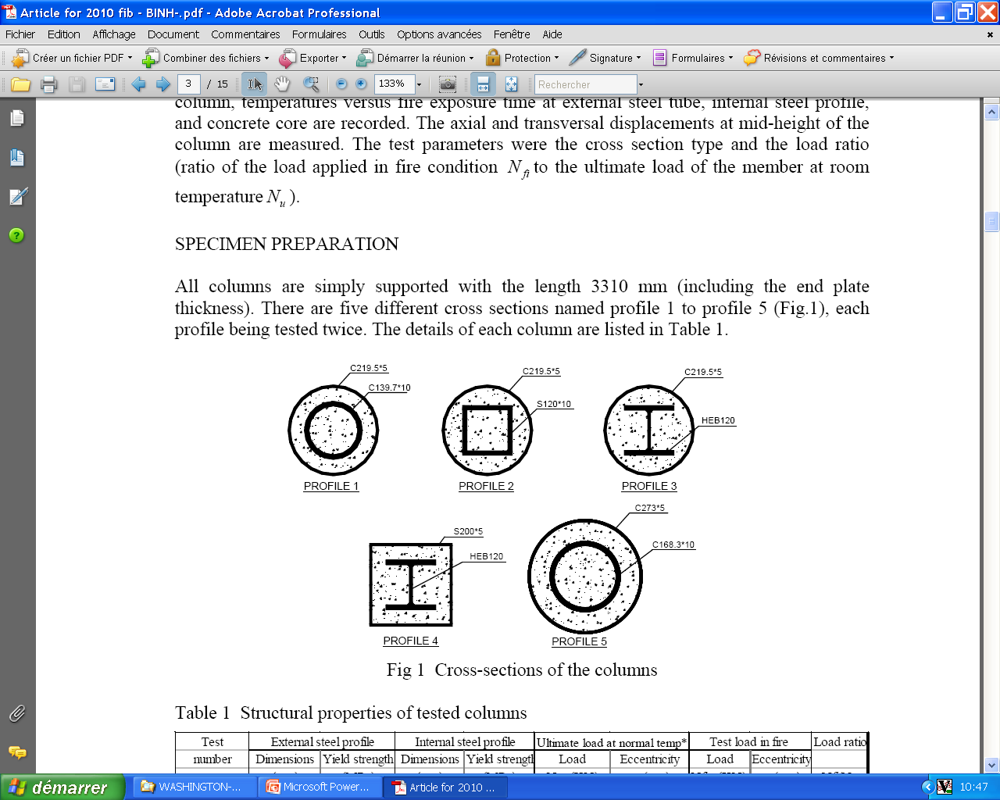 Article for 2010 fib - BINH-.pdf - Adobe Acrobat Professional
Fichier Edition Affichage Document Commentaires Formulaires Outils Options avancées Fenêtre Aide
Créer un fichier PDF Combiner des fichiers Exporter Démarrer la réunion Protection Signature Formulaires Révisions et commentaires
3 / 15 133% Rechercher
column, temperatures versus fire exposure time at external steel tube, internal steel profile,
and concrete core are recorded. The axial and transversal displacements at mid-height of the
column are measured. The test parameters were the cross section type and the load ratio
(ratio of the load applied in fire condition N fi to the ultimate load of the member at room
temperature N u ).
SPECIMEN PREPARATION
All columns are simply supported with the length 3310 mm (including the end plate
thickness). There are five different cross sections named profile 1 to profile 5 (Fig.1), each
profile being tested twice. The details of each column are listed in Table 1.
C219.5*5
C139.7*10
PROFILE 1
C219.5*5
S120*10
PROFILE 2
C219.5*5
HEB120
PROFILE 3
S200*5
HEB120
PROFILE 4
C273*5
C168.3*10
PROFILE 5
Fig 1 Cross-sections of the columns
Table 1 Structural properties of tested columns
Test External steel profile Internal steel profile Ultimate load at normal temp* Test load in fire Load ratio
number Dimensions Yield strength Dimensions Yield strength Load Eccentricity Load Eccentricity
démarrer WASHINGTON-... Microsoft Power... Article for 2010 ... 10:47